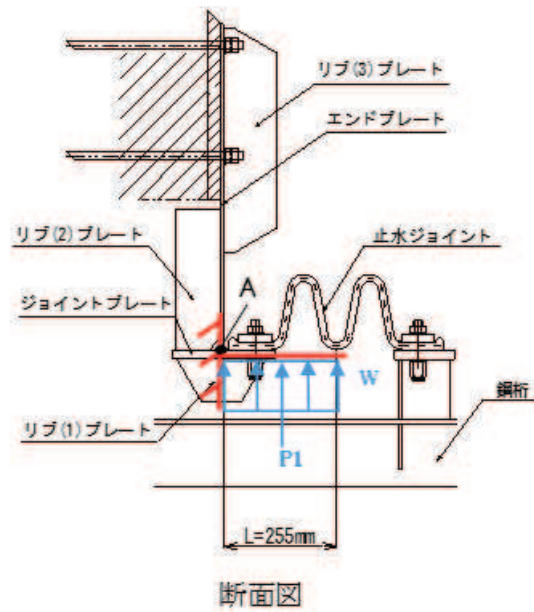 リブ(3)プレート
エンドプレート
リブ(2)プレート
止水ジョイント
ジョイントプレート
A
W
鋼桁
リブ(1)プレート
P1
L=255mm
断面図